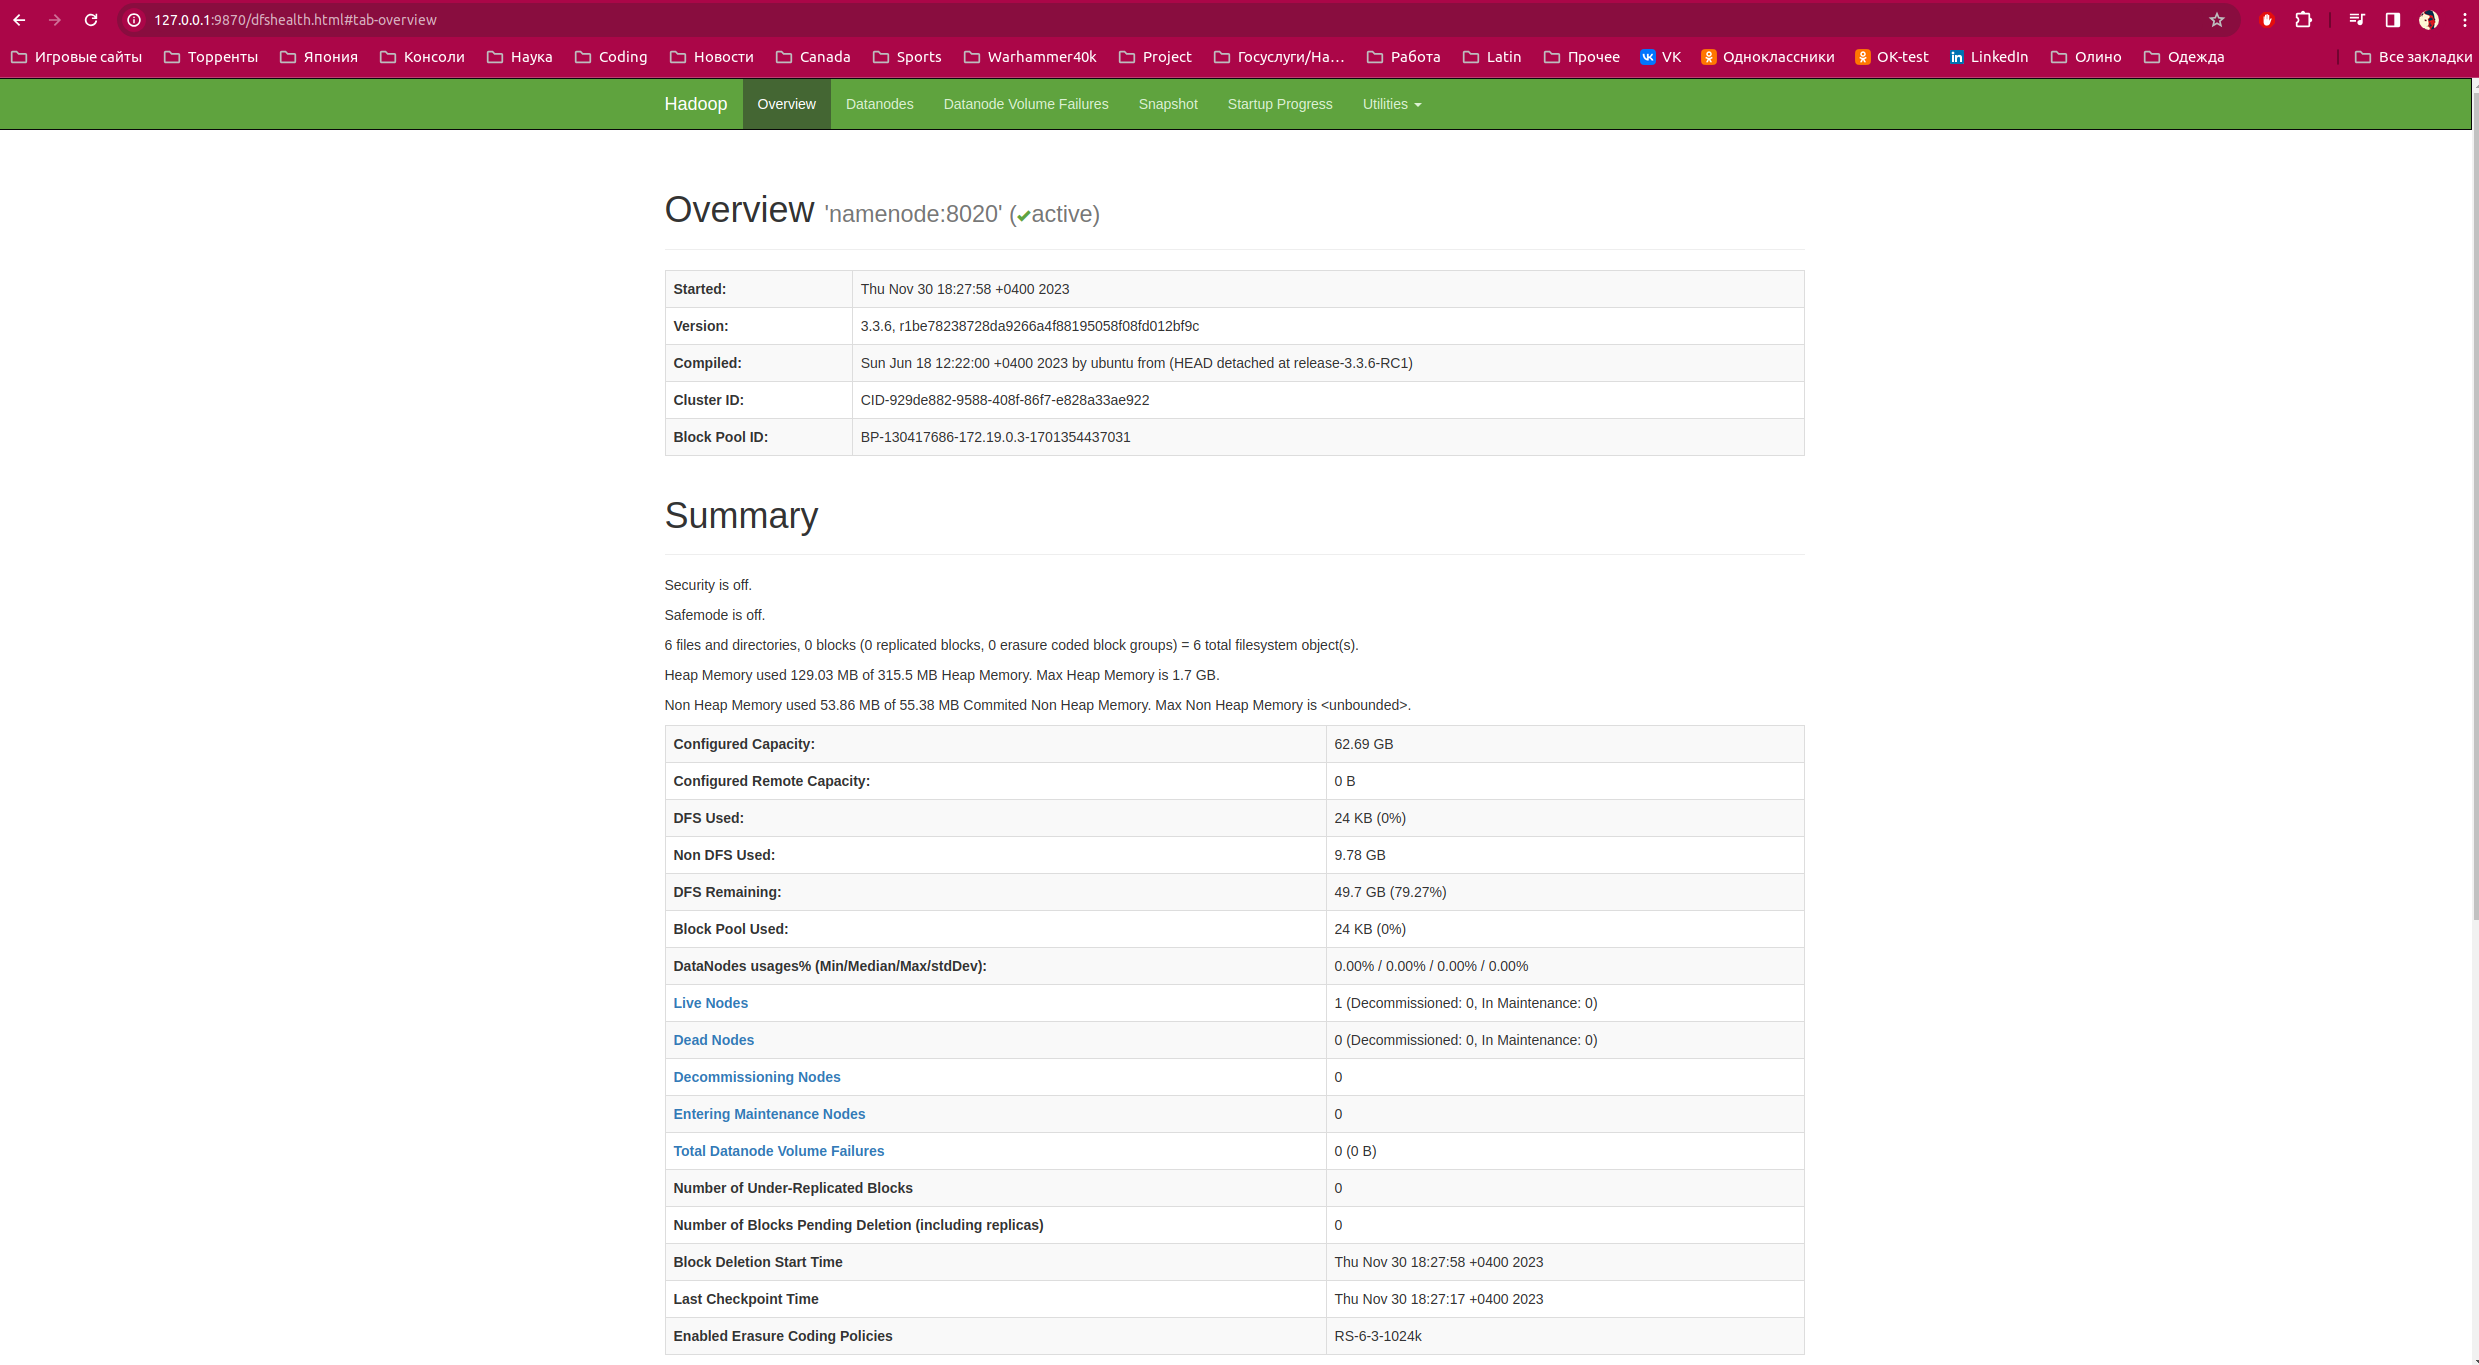 127.0.0.1:9870/dfshealth.html#tab-overview
Игровые сайты Торренты Япония Консоли Наука Coding Новости Canada Sports Warhammer40k Project Госуслуги/На... Работа Latin Прочее VK Одноклассники OK-test LinkedIn Олино Одежда Все закладки
Hadoop Overview Datanodes Datanode Volume Failures Snapshot Startup Progress Utilities
Overview 'namenode:8020' (✔active)
Started: Thu Nov 30 18:27:58 +0400 2023
Version: 3.3.6, r1be78238728da9266a4f88195058f08fd012bf9c
Compiled: Sun Jun 18 12:22:00 +0400 2023 by ubuntu from (HEAD detached at release-3.3.6-RC1)
Cluster ID: CID-929de882-9588-408f-86f7-e828a33ae922
Block Pool ID: BP-130417686-172.19.0.3-1701354437031
Summary
Security is off.
Safemode is off.
6 files and directories, 0 blocks (0 replicated blocks, 0 erasure coded block groups) = 6 total filesystem object(s).
Heap Memory used 129.03 MB of 315.5 MB Heap Memory. Max Heap Memory is 1.7 GB.
Non Heap Memory used 53.86 MB of 55.38 MB Commited Non Heap Memory. Max Non Heap Memory is <unbounded>.
Configured Capacity: 62.69 GB
Configured Remote Capacity: 0 B
DFS Used: 24 KB (0%)
Non DFS Used: 9.78 GB
DFS Remaining: 49.7 GB (79.27%)
Block Pool Used: 24 KB (0%)
DataNodes usages% (Min/Median/Max/stdDev): 0.00% / 0.00% / 0.00% / 0.00%
Live Nodes 1 (Decommissioned: 0, In Maintenance: 0)
Dead Nodes 0 (Decommissioned: 0, In Maintenance: 0)
Decommissioning Nodes 0
Entering Maintenance Nodes 0
Total Datanode Volume Failures 0 (0 B)
Number of Under-Replicated Blocks 0
Number of Blocks Pending Deletion (including replicas) 0
Block Deletion Start Time Thu Nov 30 18:27:58 +0400 2023
Last Checkpoint Time Thu Nov 30 18:27:17 +0400 2023
Enabled Erasure Coding Policies RS-6-3-1024k